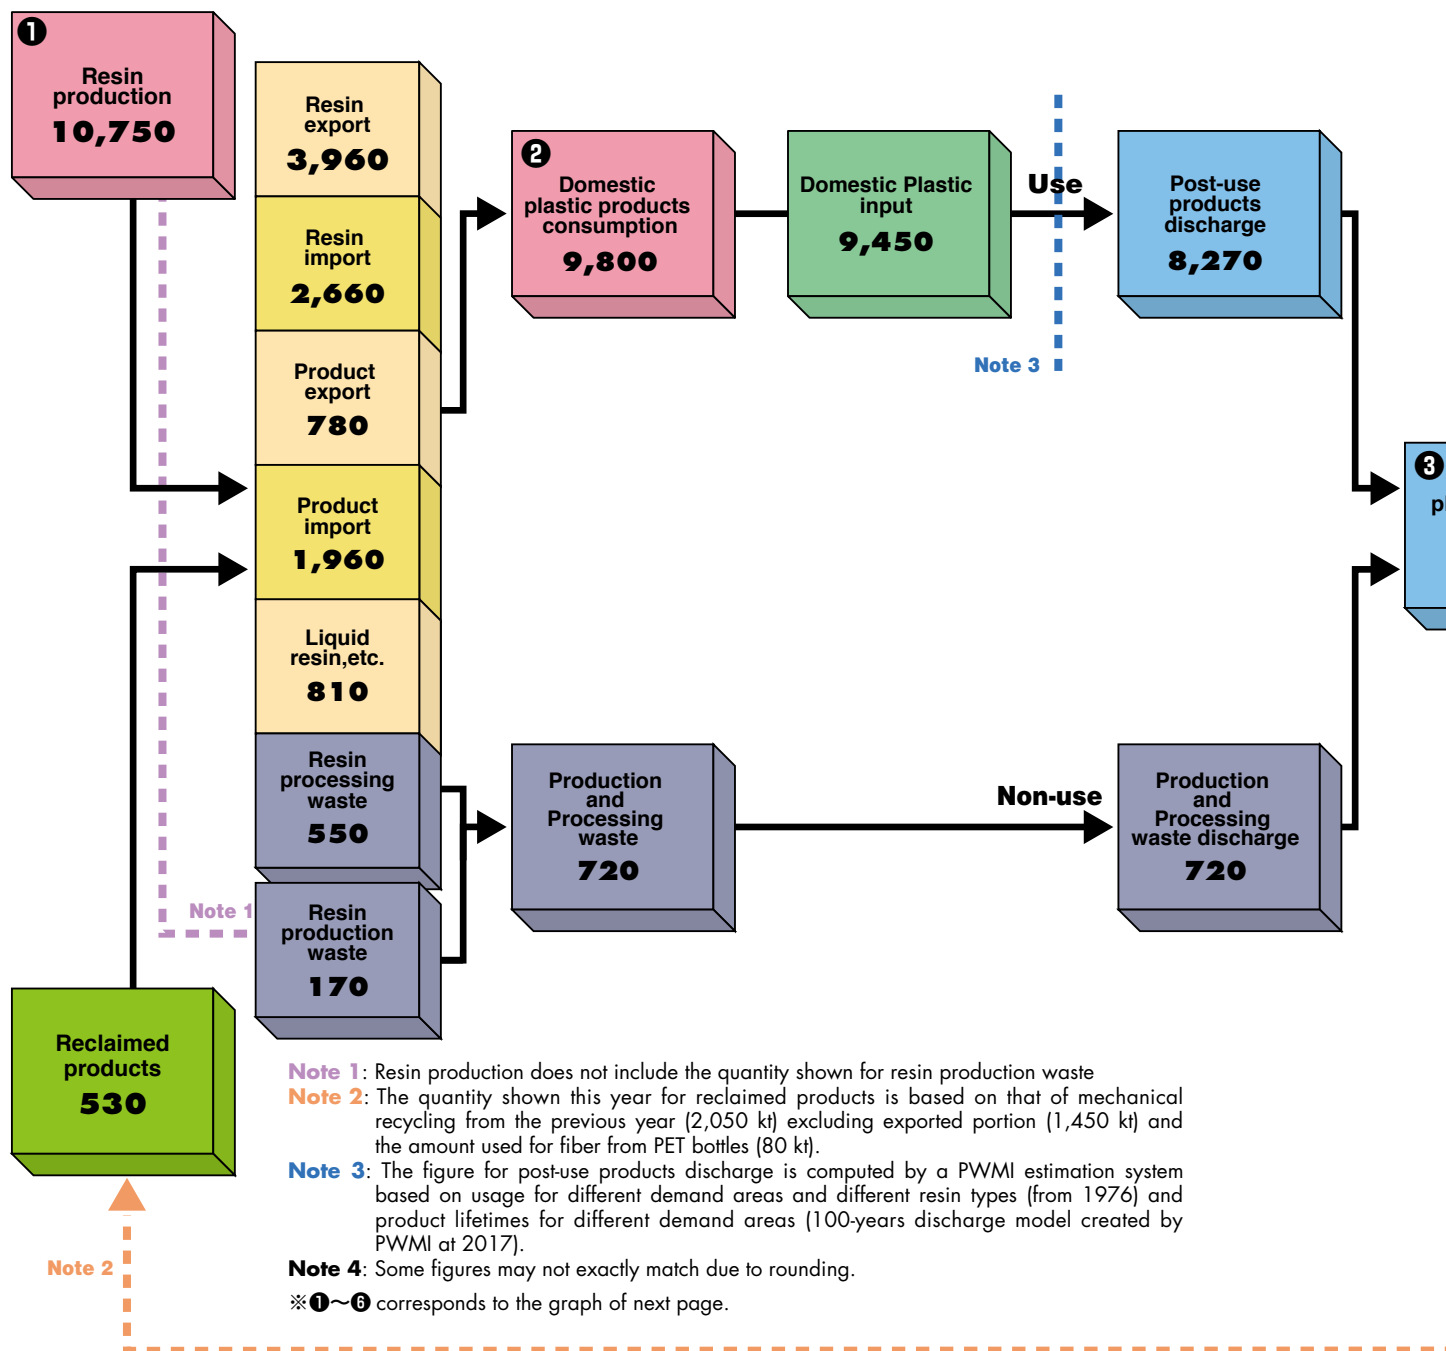 ❶
Resin
production
10,750
Resin
export
3,960
Resin
import
2,660
Product
export
780
Product
import
1,960
Liquid
resin,etc.
810
Resin
processing
waste
550
Resin
production
waste
170
Note 1
Reclaimed
products
530
Note 2
❷
Domestic
plastic products
consumption
9,800
Domestic Plastic
input
9,450
Use
Note 3
Post-use
products
discharge
8,270
Production
and
Processing
waste
720
Non-use
Production
and
Processing
waste discharge
720
❸
Note 1: Resin production does not include the quantity shown for resin production waste
Note 2: The quantity shown this year for reclaimed products is based on that of mechanical
recycling from the previous year (2,050 kt) excluding exported portion (1,450 kt) and
the amount used for fiber from PET bottles (80 kt).
Note 3: The figure for post-use products discharge is computed by a PWMI estimation system
based on usage for different demand areas and different resin types (from 1976) and
product lifetimes for different demand areas (100-years discharge model created by
PWMI at 2017).
Note 4: Some figures may not exactly match due to rounding.
※❶〜❻ corresponds to the graph of next page.